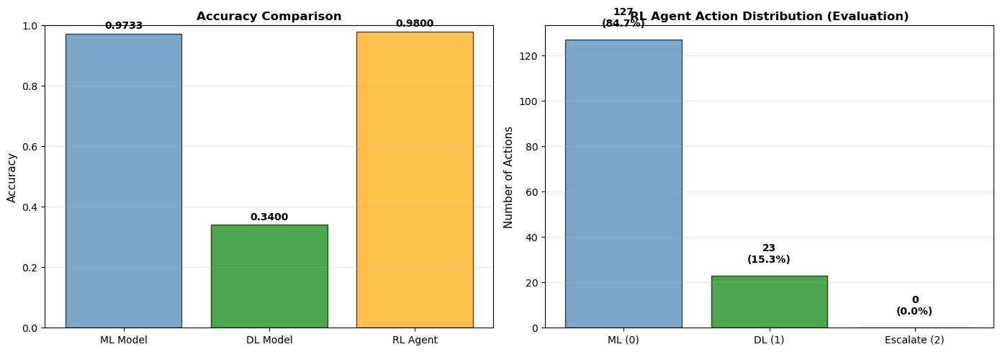 Accuracy Comparison
Accuracy
1.0
0.8
0.6
0.4
0.2
0.0
0.9733
0.3400
0.9800
ML Model
DL Model
RL Agent
RL Agent Action Distribution (Evaluation)
Number of Actions
120
100
80
60
40
20
0
127
(84.7%)
23
(15.3%)
0
(0.0%)
ML (0)
DL (1)
Escalate (2)